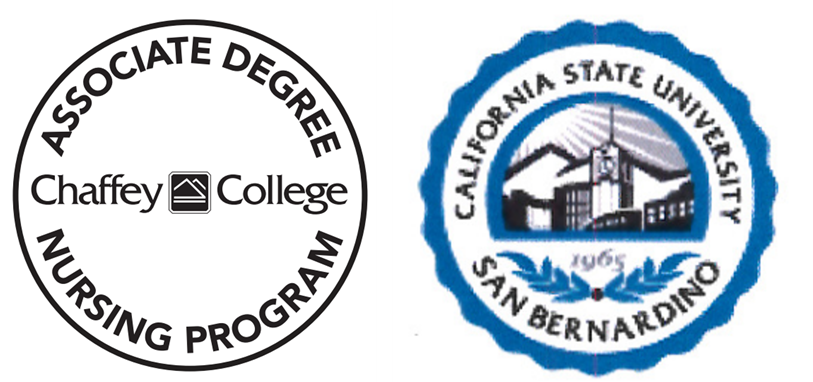 ASSOCIATE DEGREE
Chaffey College
NURSING PROGRAM
CALIFORNIA STATE UNIVERSITY
1965
SAN BERNARDINO